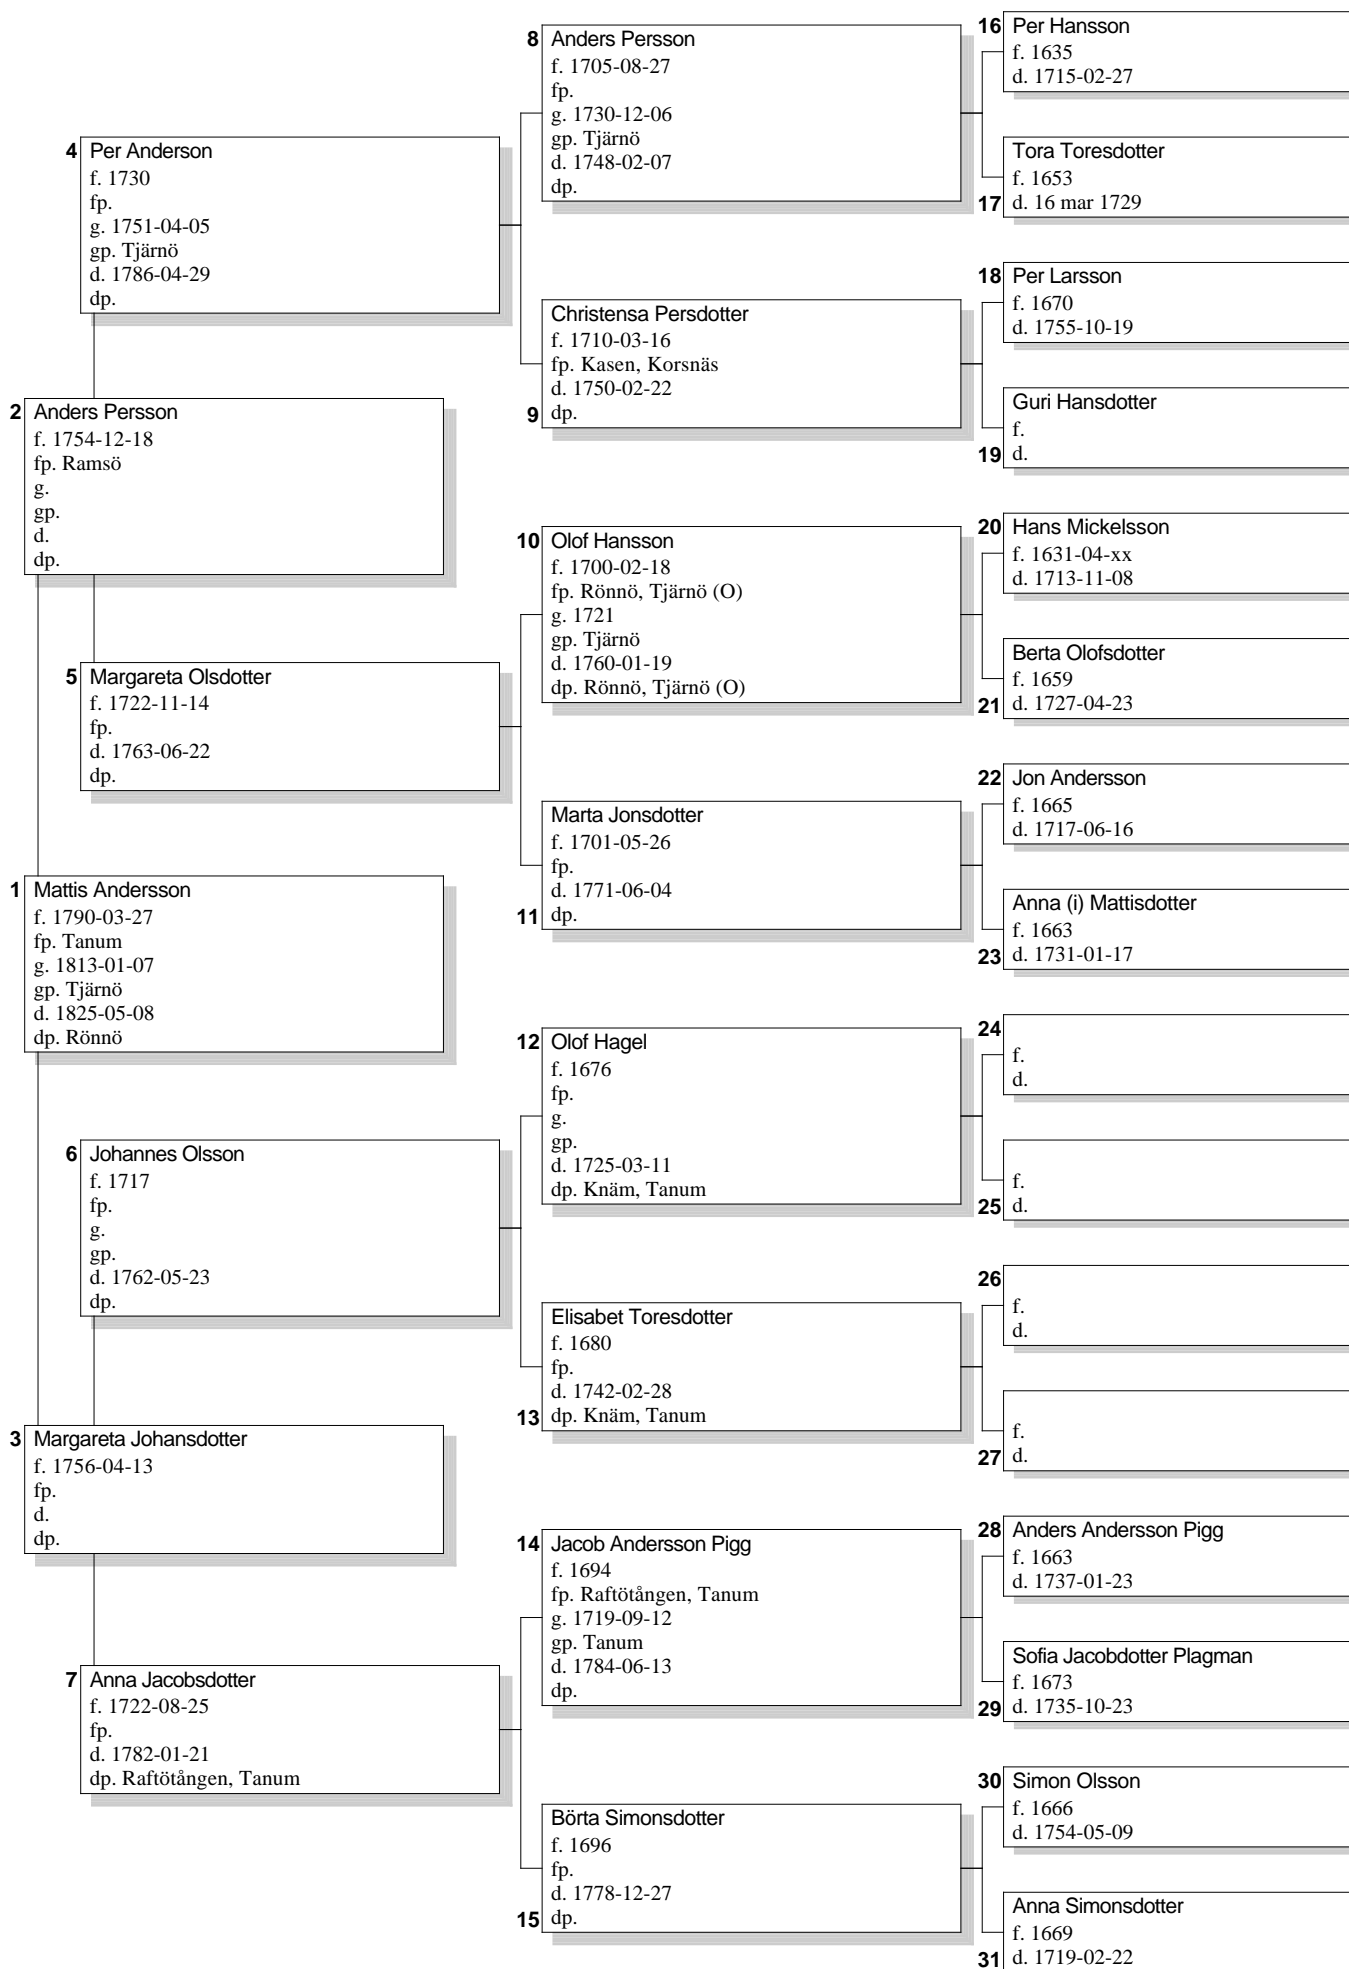 16 Per Hansson
f. 1635
d. 1715-02-27
8 Anders Persson
f. 1705-08-27
fp.
g. 1730-12-06
gp. Tjärnö
d. 1748-02-07
dp.
Tora Toresdotter
f. 1653
17 d. 16 mar 1729
4 Per Anderson
f. 1730
fp.
g. 1751-04-05
gp. Tjärnö
d. 1786-04-29
dp.
18 Per Larsson
f. 1670
d. 1755-10-19
Christensa Persdotter
f. 1710-03-16
fp. Kasen, Korsnäs
d. 1750-02-22
9 dp.
Guri Hansdotter
f.
19 d.
2 Anders Persson
f. 1754-12-18
fp. Ramsö
g.
gp.
d.
dp.
20 Hans Mickelsson
f. 1631-04-xx
d. 1713-11-08
10 Olof Hansson
f. 1700-02-18
fp. Rönnö, Tjärnö (O)
g. 1721
gp. Tjärnö
d. 1760-01-19
dp. Rönnö, Tjärnö (O)
Berta Olofsdotter
f. 1659
21 d. 1727-04-23
5 Margareta Olsdotter
f. 1722-11-14
fp.
d. 1763-06-22
dp.
22 Jon Andersson
f. 1665
d. 1717-06-16
Marta Jonsdotter
f. 1701-05-26
fp.
d. 1771-06-04
11 dp.
Anna (i) Mattisdotter
f. 1663
23 d. 1731-01-17
1 Mattis Andersson
f. 1790-03-27
fp. Tanum
g. 1813-01-07
gp. Tjärnö
d. 1825-05-08
dp. Rönnö
24
f.
d.
12 Olof Hagel
f. 1676
fp.
g.
gp.
d. 1725-03-11
dp. Knäm, Tanum
f.
25 d.
6 Johannes Olsson
f. 1717
fp.
g.
gp.
d. 1762-05-23
dp.
26
f.
d.
Elisabet Toresdotter
f. 1680
fp.
d. 1742-02-28
13 dp. Knäm, Tanum
f.
27 d.
3 Margareta Johansdotter
f. 1756-04-13
fp.
d.
dp.
28 Anders Andersson Pigg
f. 1663
d. 1737-01-23
14 Jacob Andersson Pigg
f. 1694
fp. Raftötången, Tanum
g. 1719-09-12
gp. Tanum
d. 1784-06-13
dp.
Sofia Jacobdotter Plagman
f. 1673
29 d. 1735-10-23
7 Anna Jacobsdotter
f. 1722-08-25
fp.
d. 1782-01-21
dp. Raftötången, Tanum
30 Simon Olsson
f. 1666
d. 1754-05-09
Börta Simonsdotter
f. 1696
fp.
d. 1778-12-27
15 dp.
Anna Simonsdotter
f. 1669
31 d. 1719-02-22